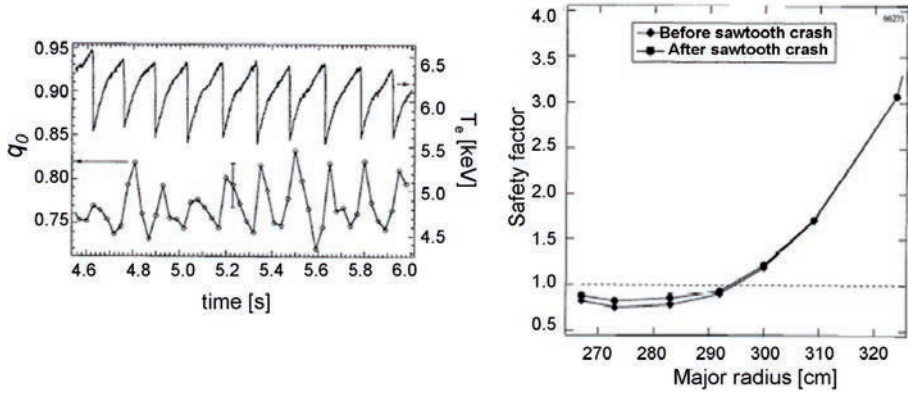 0.95
0.90
0.85
0.80
0.75
q0
6.5
6.0
5.5
5.0
4.5
Te [keV]
4.6 4.8 5.0 5.2 5.4 5.6 5.8 6.0
time [s]
4.0
3.5
3.0
2.5
2.0
1.5
1.0
0.5
Safety factor
Before sawtooth crash
After sawtooth crash
270 280 290 300 310 320
Major radius [cm]